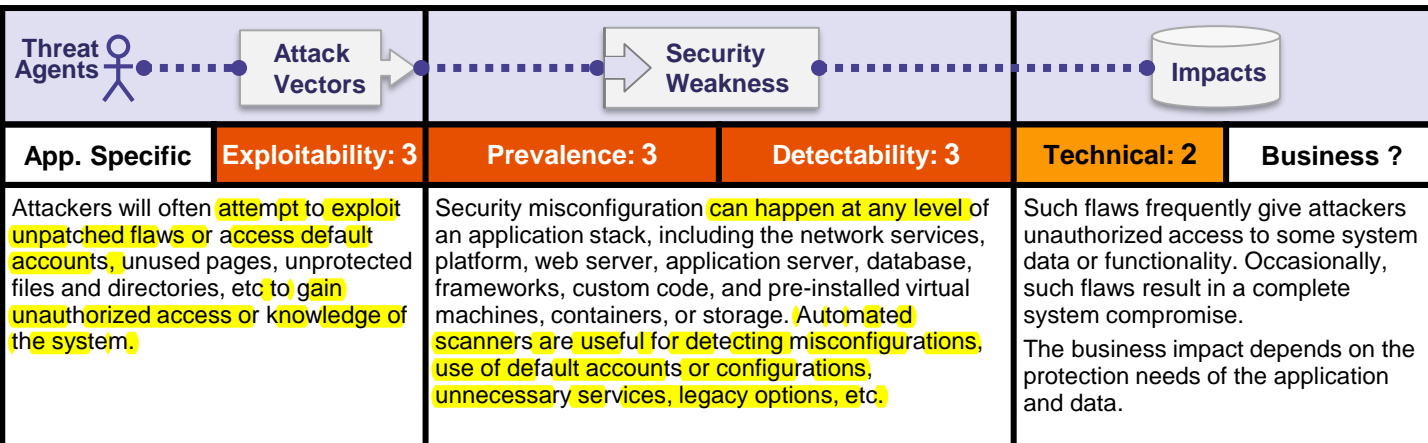 Threat
Agents
Attack
Vectors
Security
Weakness
Impacts
App. Specific
Exploitability: 3
Prevalence: 3
Detectability: 3
Technical: 2
Business ?
Attackers will often attempt to exploit
unpatched flaws or access default
accounts, unused pages, unprotected
files and directories, etc to gain
unauthorized access or knowledge of
the system.
Security misconfiguration can happen at any level of
an application stack, including the network services,
platform, web server, application server, database,
frameworks, custom code, and pre-installed virtual
machines, containers, or storage. Automated
scanners are useful for detecting misconfigurations,
use of default accounts or configurations,
unnecessary services, legacy options, etc.
Such flaws frequently give attackers
unauthorized access to some system
data or functionality. Occasionally,
such flaws result in a complete
system compromise.
The business impact depends on the
protection needs of the application
and data.